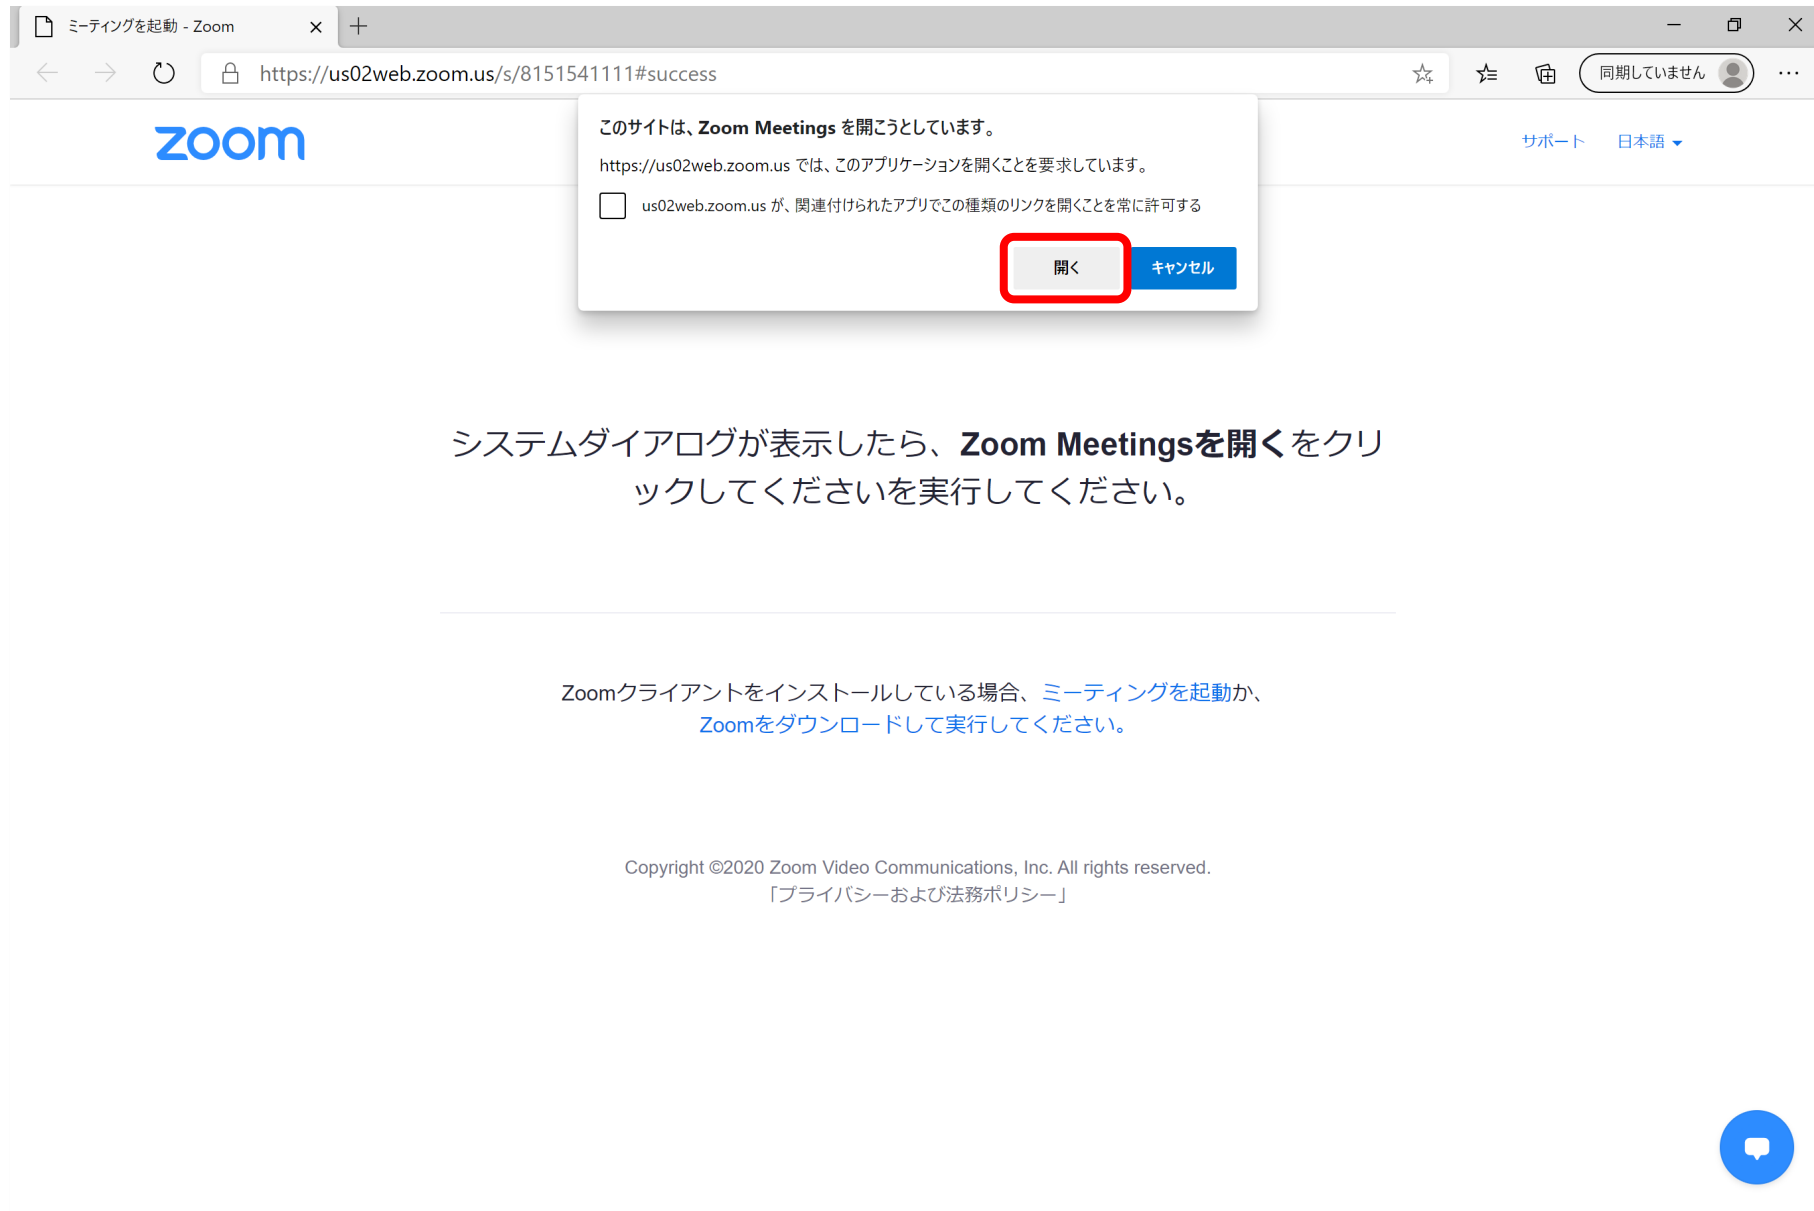 ミーティングを起動 - Zoom
https://us02web.zoom.us/s/8151541111#success
同期していません
zoom
サポート
日本語
このサイトは、Zoom Meetings を開こうとしています。
https://us02web.zoom.us では、このアプリケーションを開くことを要求しています。
us02web.zoom.us が、関連付けられたアプリでこの種類のリンクを開くことを常に許可する
開く
キャンセル
システムダイアログが表示したら、Zoom Meetingsを開くをクリ
ックしてくださいを実行してください。
Zoomクライアントをインストールしている場合、ミーティングを起動か、
Zoomをダウンロードして実行してください。
Copyright ©2020 Zoom Video Communications, Inc. All rights reserved.
「プライバシーおよび法務ポリシー」